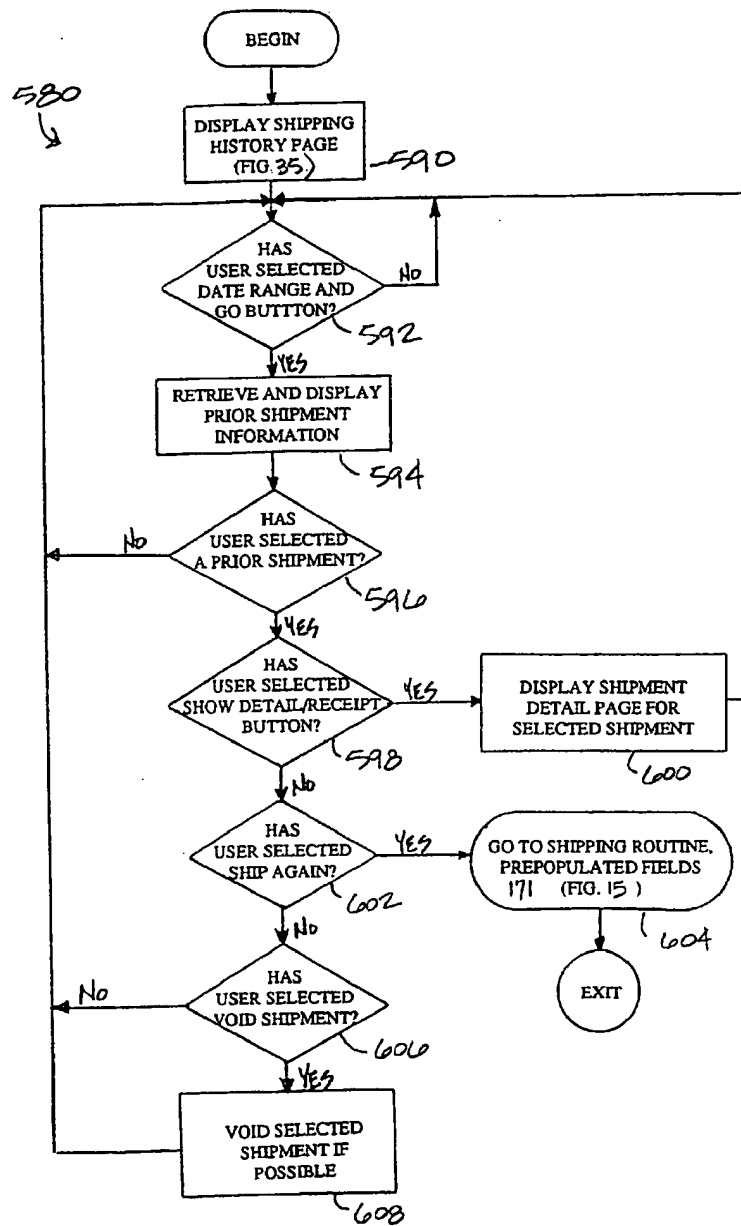 BEGIN
580
DISPLAY SHIPPING
HISTORY PAGE
(FIG. 35.)
590
HAS
USER SELECTED
DATE RANGE AND
GO BUTTTON?
NO
592
YES
RETRIEVE AND DISPLAY
PRIOR SHIPMENT
INFORMATION
594
HAS
USER SELECTED
A PRIOR SHIPMENT?
NO
596
YES
HAS
USER SELECTED
SHOW DETAIL/RECEIPT
BUTTON?
YES
598
DISPLAY SHIPMENT
DETAIL PAGE FOR
SELECTED SHIPMENT
600
NO
HAS
USER SELECTED
SHIP AGAIN?
YES
602
GO TO SHIPPING ROUTINE,
PREPOPULATED FIELDS
171 (FIG. 15 )
604
NO
EXIT
HAS
USER SELECTED
VOID SHIPMENT?
NO
606
YES
VOID SELECTED
SHIPMENT IF
POSSIBLE
608